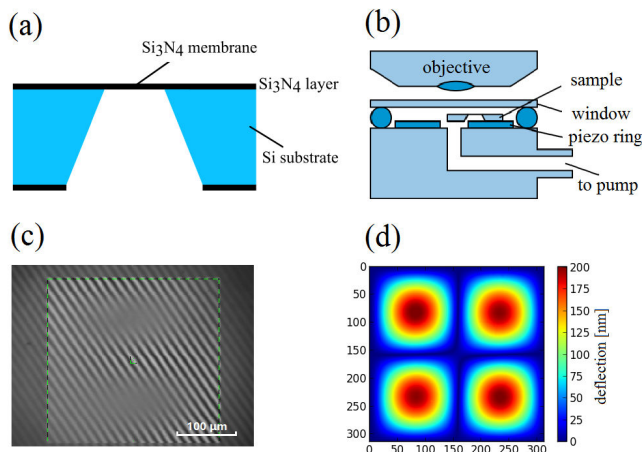 (a)
Si3N4 membrane
Si3N4 layer
Si substrate
(b)
objective
sample
window
piezo ring
to pump
(c)
100 μm
(d)
0
50
100
150
200
250
300
0 50 100 150 200 250 300
200
175
150
125
100
75
50
25
0
deflection [nm]